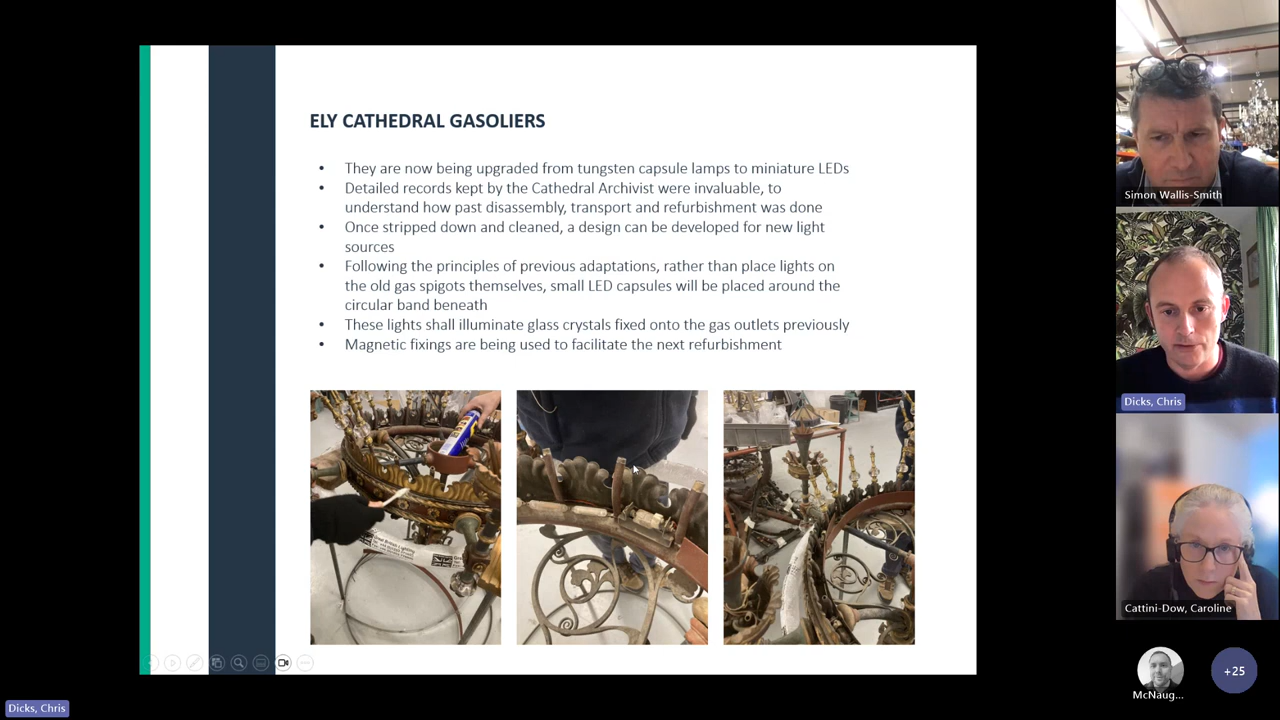 ELY CATHEDRAL GASOLIERS
• They are now being upgraded from tungsten capsule lamps to miniature LEDs
• Detailed records kept by the Cathedral Archivist were invaluable, to
understand how past disassembly, transport and refurbishment was done
• Once stripped down and cleaned, a design can be developed for new light
sources
• Following the principles of previous adaptations, rather than place lights on
the old gas spigots themselves, small LED capsules will be placed around the
circular band beneath
• These lights shall illuminate glass crystals fixed onto the gas outlets previously
• Magnetic fixings are being used to facilitate the next refurbishment
Simon Wallis-Smith
Dicks, Chris
Cattini-Dow, Caroline
McNaug...
+25
Dicks, Chris